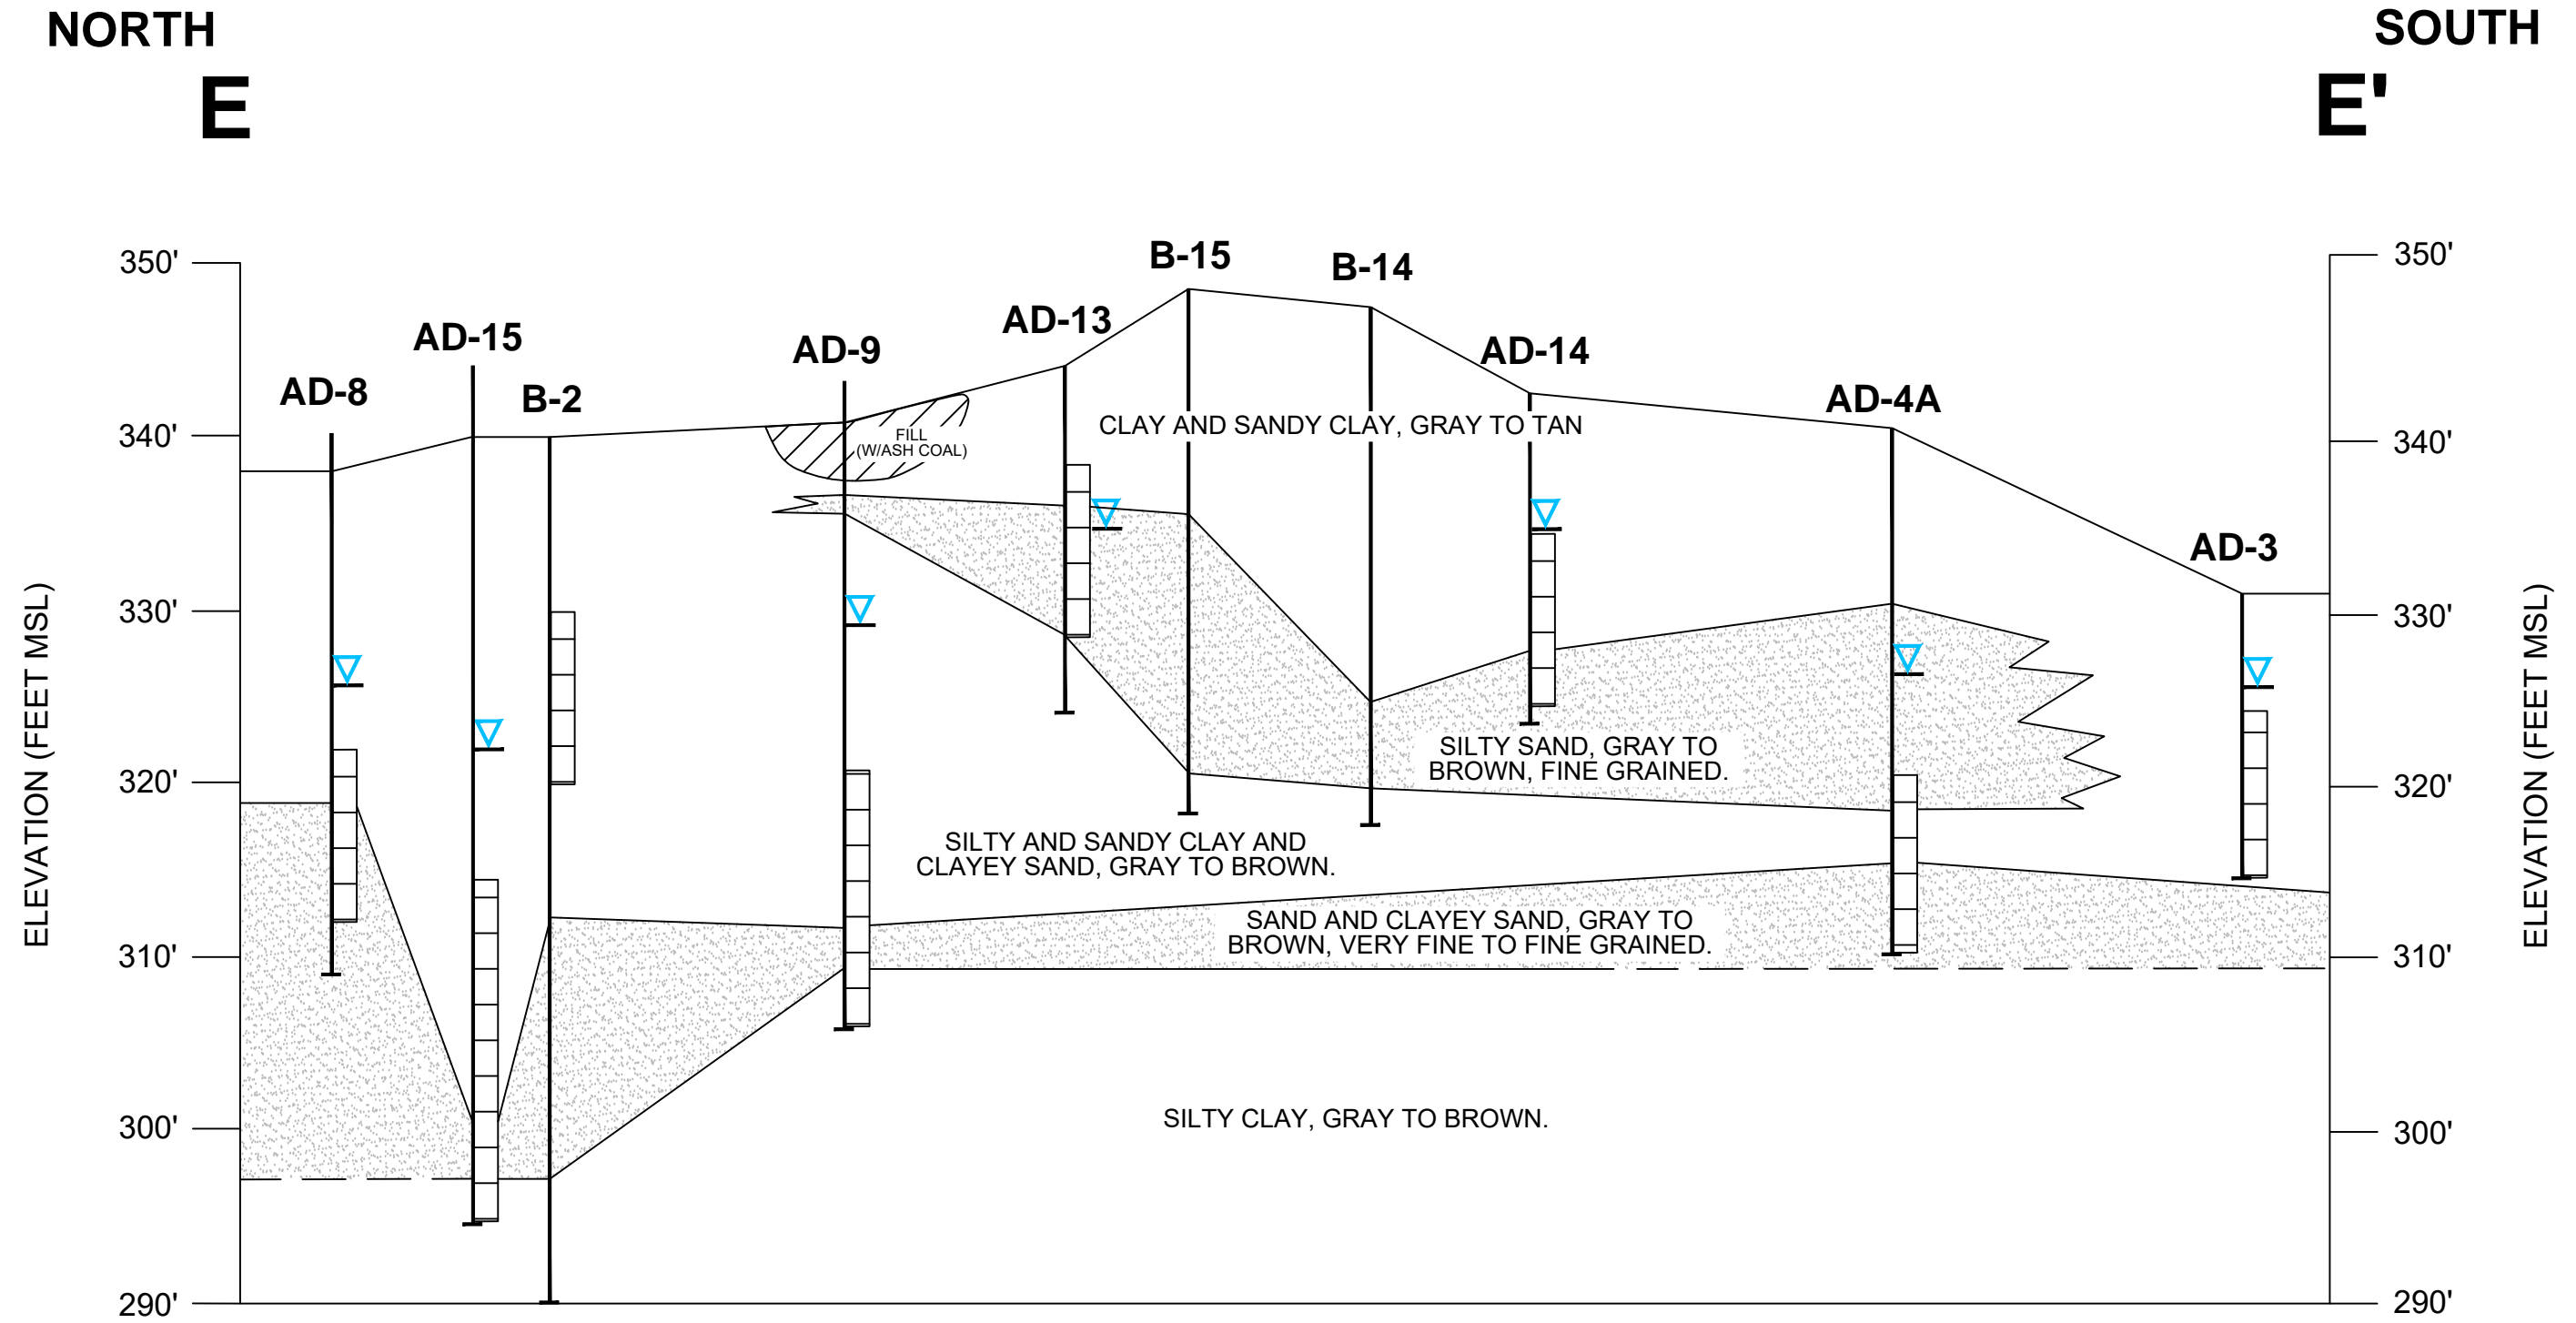 NORTH
SOUTH
E
E'
B-15
B-14
AD-13
AD-15
AD-9
AD-14
AD-8
B-2
AD-4A
AD-3
350'
340'
330'
320'
310'
300'
290'
350'
340'
330'
320'
310'
300'
290'
ELEVATION (FEET MSL)
ELEVATION (FEET MSL)
FILL
(W/ASH COAL)
CLAY AND SANDY CLAY, GRAY TO TAN
SILTY SAND, GRAY TO
BROWN, FINE GRAINED.
SILTY AND SANDY CLAY AND
CLAYEY SAND, GRAY TO BROWN.
SAND AND CLAYEY SAND, GRAY TO
BROWN, VERY FINE TO FINE GRAINED.
SILTY CLAY, GRAY TO BROWN.